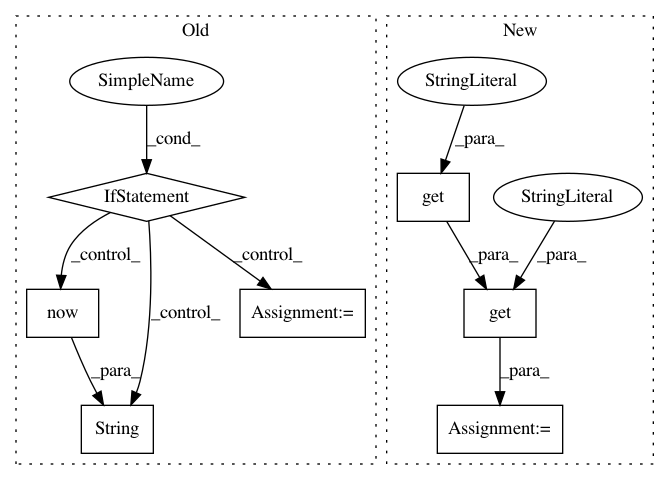 Old
New
SimpleName
StringLiteral
_cond_
_para_
IfStatement
get
StringLiteral
_control_
_control_
_control_
_para_
_para_
now
Assignment:=
get
_para_
_para_
String
Assignment:=